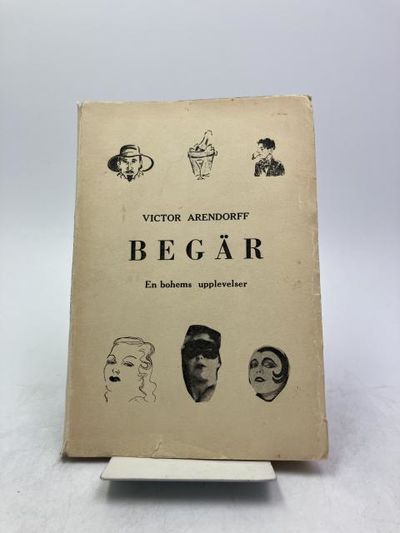 VICTOR ARENDORFF
BEGÄR
En bohems upplevelser